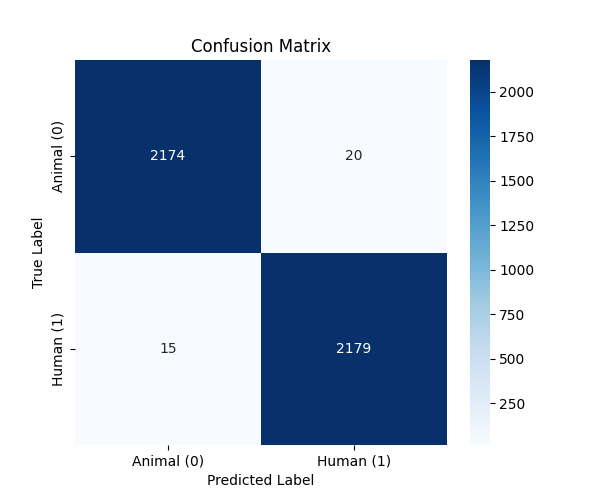 Confusion Matrix
True Label
Animal (0)
2174 20
Human (1)
15 2179
Animal (0) Human (1)
Predicted Label
2000
1750
1500
1250
1000
750
500
250